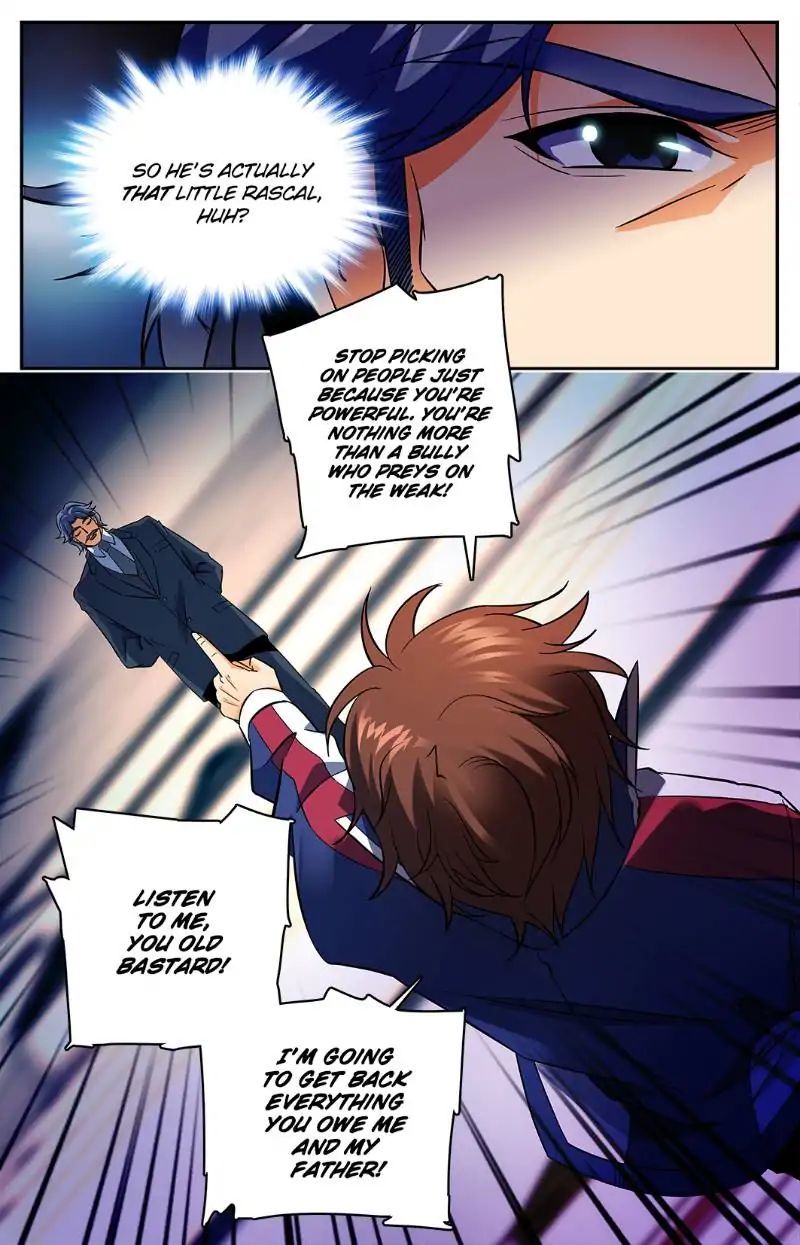 SO HE'S ACTUALLY
THAT LITTLE RASCAL,
HUH?
STOP PICKING
ON PEOPLE JUST
BECAUSE YOU'RE
POWERFUL. YOU'RE
NOTHING MORE
THAN A BULLY
WHO PREYS ON
THE WEAK!
LISTEN
TO ME,
YOU OLD
BASTARD!
I'M GOING
TO GET BACK
EVERYTHING
YOU OWE ME
AND MY
FATHER!